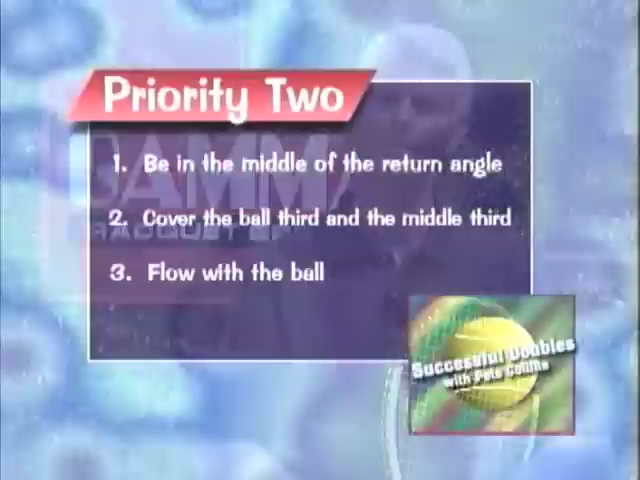 Priority Two
1. Be in the middle of the return angle
2. Cover the ball third and the middle third
3. Flow with the ball
GAMMA
Successful Doubles
with Pete Collins